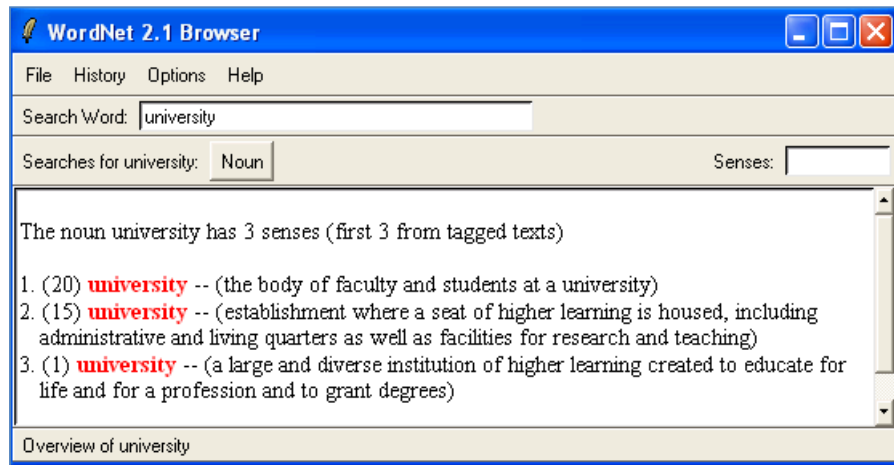 WordNet 2.1 Browser
File History Options Help
Search Word: university
Searches for university: Noun Senses:
The noun university has 3 senses (first 3 from tagged texts)
1. (20) university -- (the body of faculty and students at a university)
2. (15) university -- (establishment where a seat of higher learning is housed, including
administrative and living quarters as well as facilities for research and teaching)
3. (1) university -- (a large and diverse institution of higher learning created to educate for
life and for a profession and to grant degrees)
Overview of university